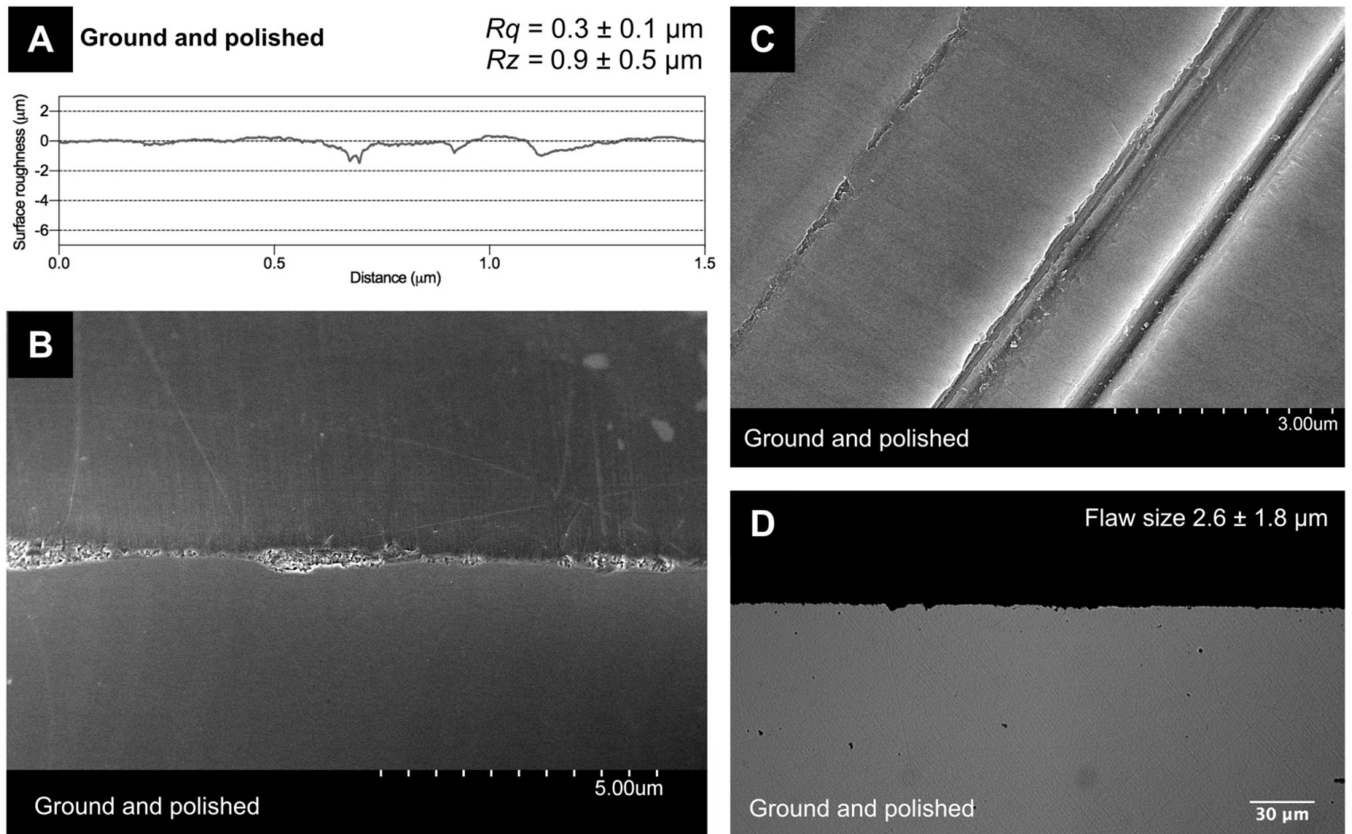 A
Ground and polished
Rq = 0.3 ± 0.1 µm
Rz = 0.9 ± 0.5 µm
Surface roughness (µm)
2
0
-2
-4
-6
0.0
0.5
1.0
1.5
Distance (µm)
B
5.00um
Ground and polished
C
3.00um
Ground and polished
D
Flaw size 2.6 ± 1.8 µm
Ground and polished
30 µm